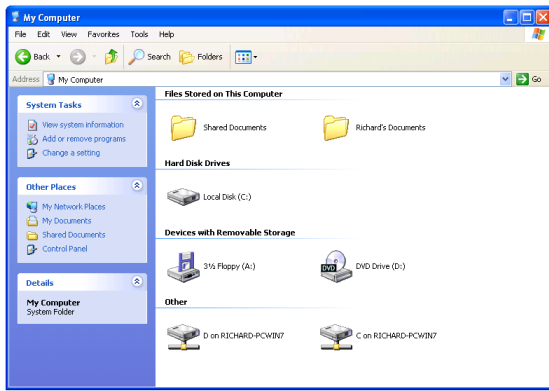 My Computer
File Edit View Favorites Tools Help
Back Search Folders
Address My Computer Go
System Tasks
View system information
Add or remove programs
Change a setting
Other Places
My Network Places
My Documents
Shared Documents
Control Panel
Details
My Computer
System Folder
Files Stored on This Computer
Shared Documents Richard's Documents
Hard Disk Drives
Local Disk (C:)
Devices with Removable Storage
3½ Floppy (A:) DVD DVD Drive (D:)
Other
D on RICHARD-PCWIN7 C on RICHARD-PCWIN7